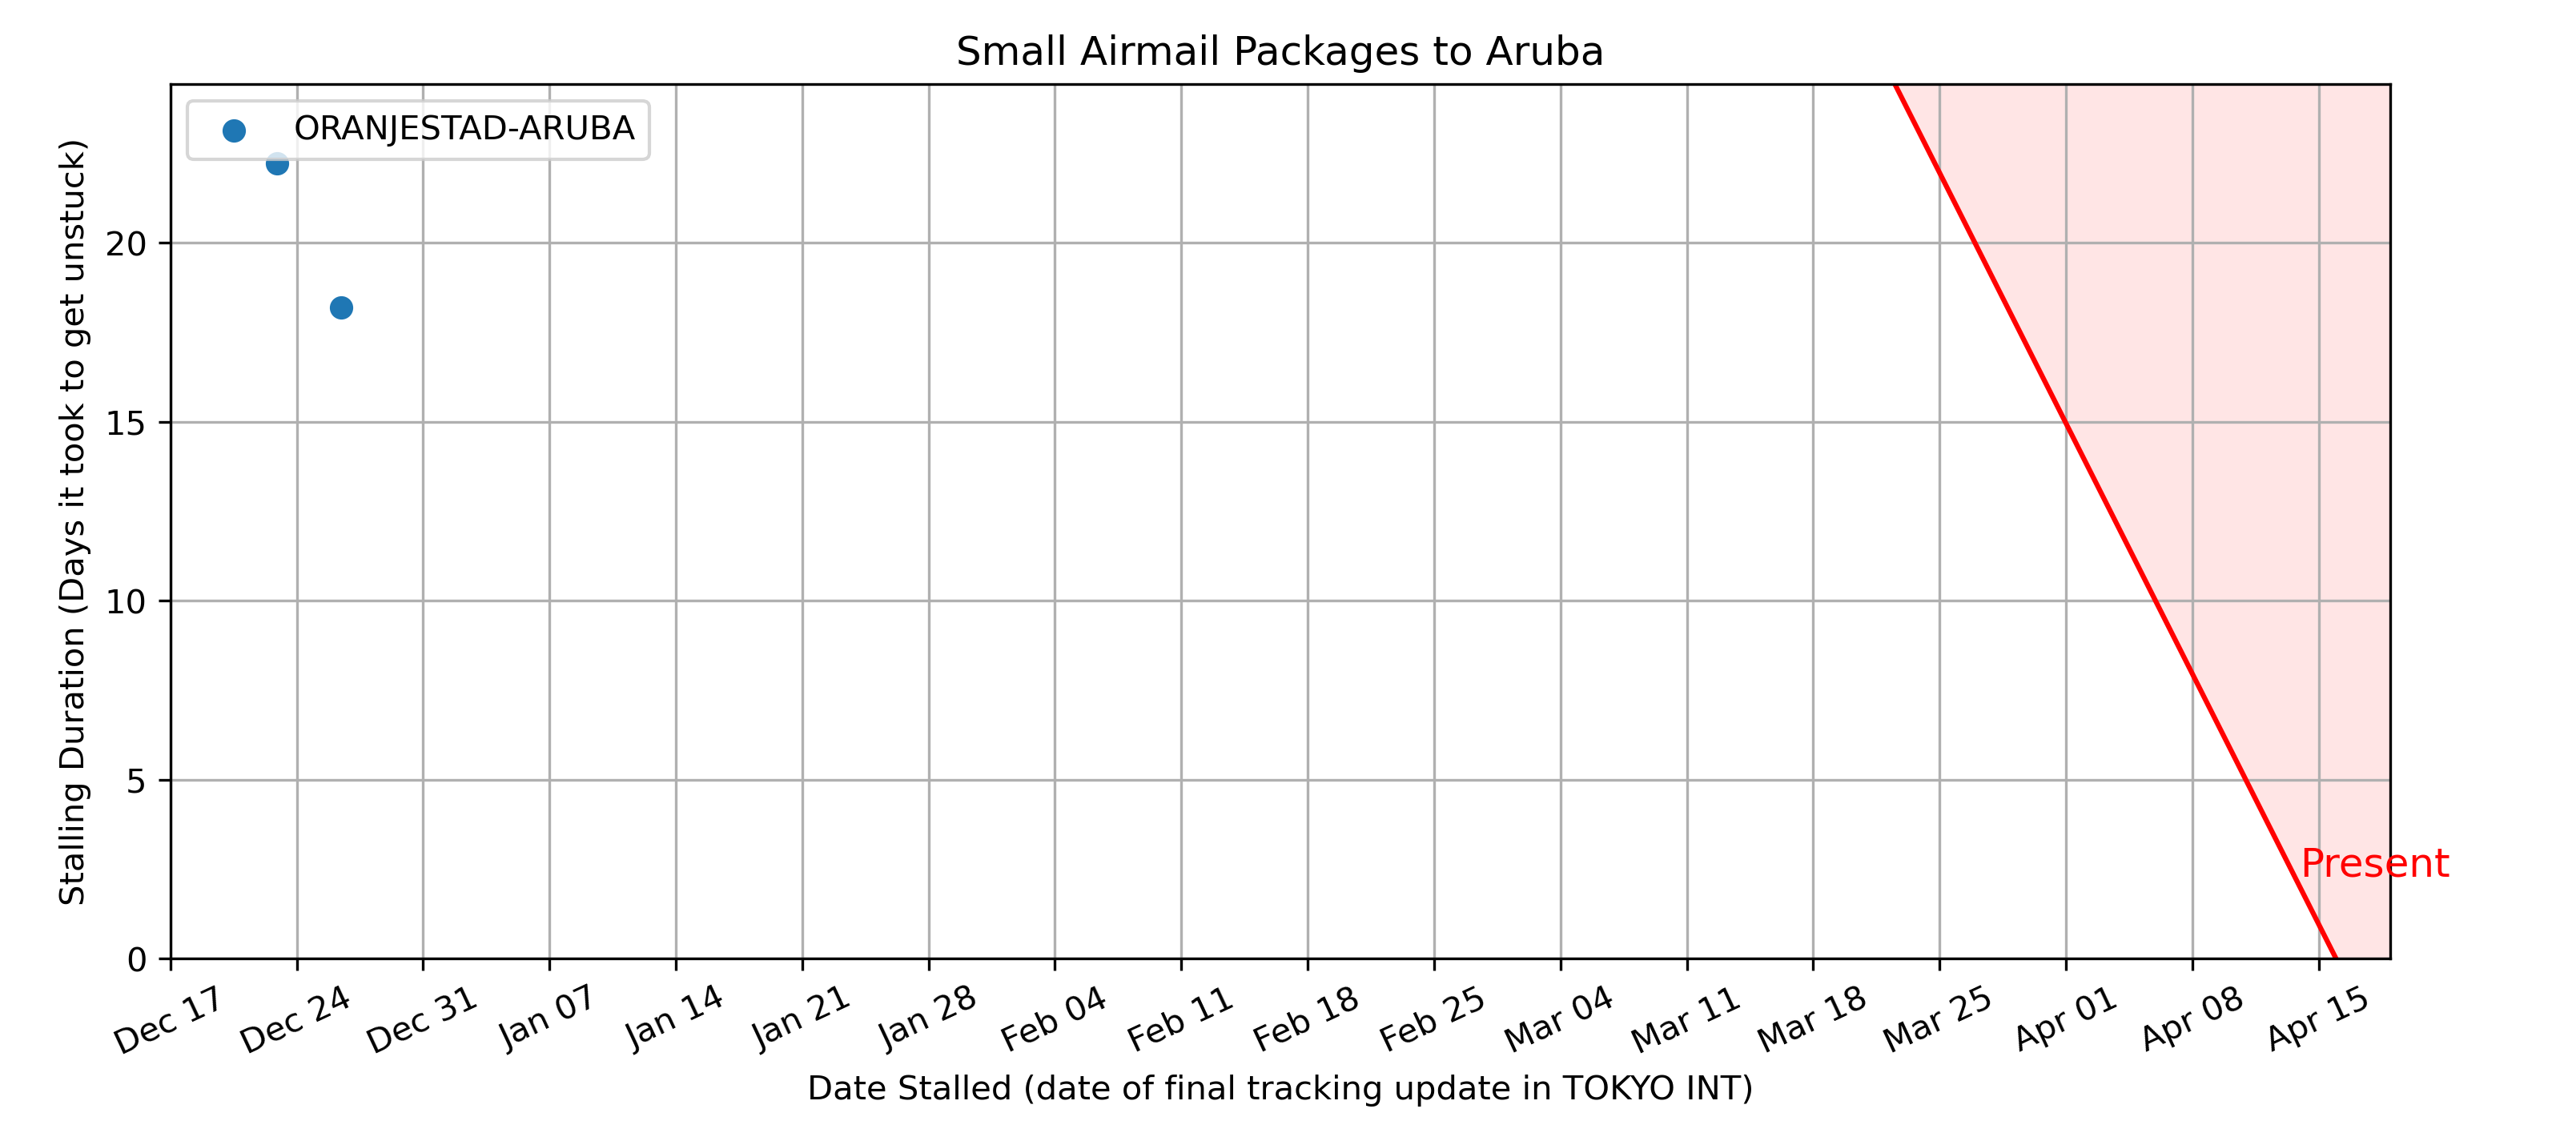 Small Airmail Packages to Aruba
ORANJESTAD-ARUBA
Stalling Duration (Days it took to get unstuck)
20
15
10
5
0
Present
Dec 17
Dec 24
Dec 31
Jan 07
Jan 14
Jan 21
Jan 28
Feb 04
Feb 11
Feb 18
Feb 25
Mar 04
Mar 11
Mar 18
Mar 25
Apr 01
Apr 08
Apr 15
Date Stalled (date of final tracking update in TOKYO INT)